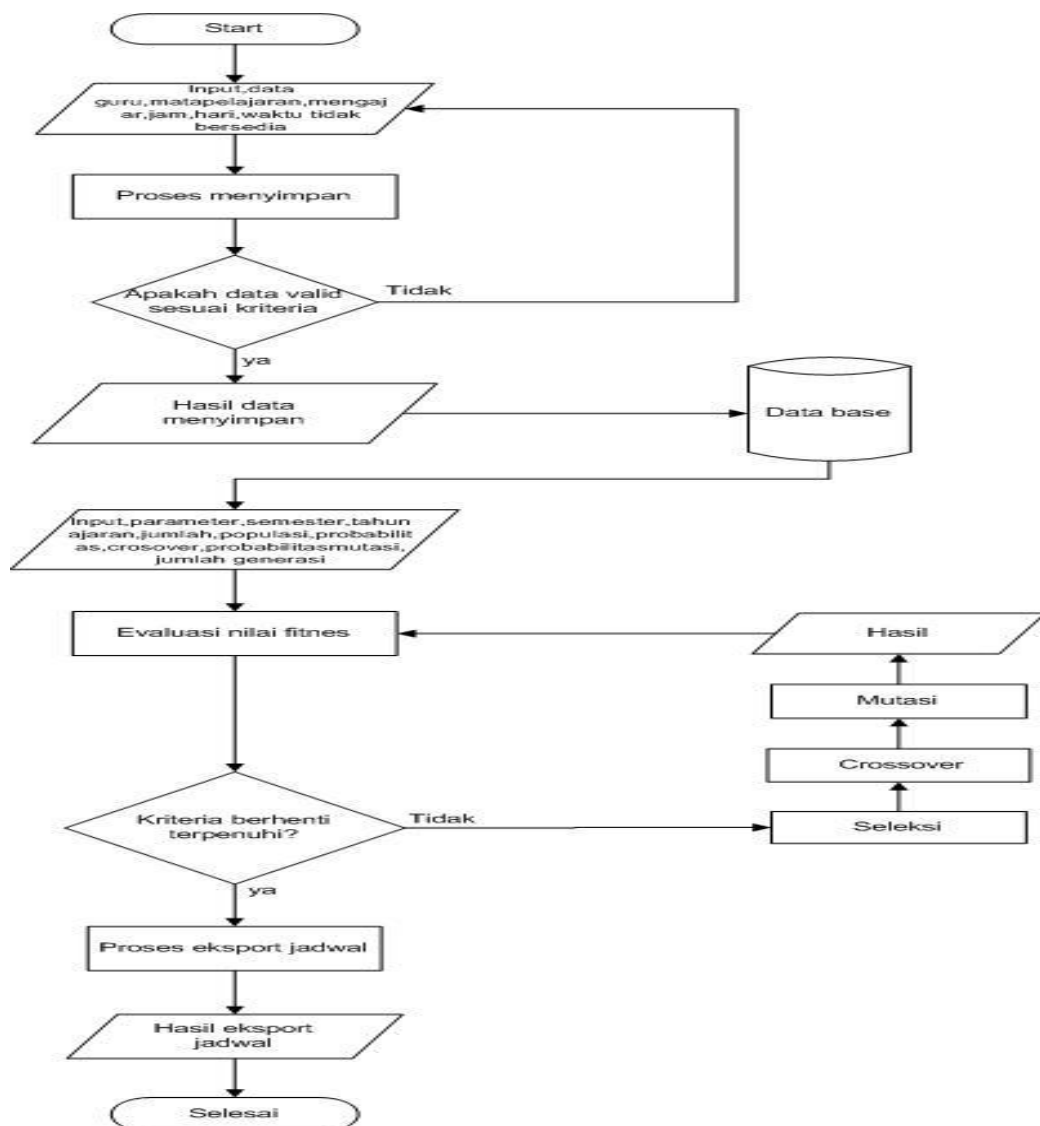 Start
Input,data
guru,matapelajaran,mengaj
ar,jam,hari,waktu tidak
bersedia
Proses menyimpan
Apakah data valid
sesuai kriteria
Tidak
ya
Hasil data
menyimpan
Data base
Input,parameter,semester,tahun
ajaran,jumlah,populasi,probabilit
as,crosover,probabilitasmutasi,
jumlah generasi
Evaluasi nilai fitnes
Hasil
Mutasi
Crossover
Seleksi
Kriteria berhenti
terpenuhi?
Tidak
ya
Proses eksport jadwal
Hasil eksport
jadwal
Selesai